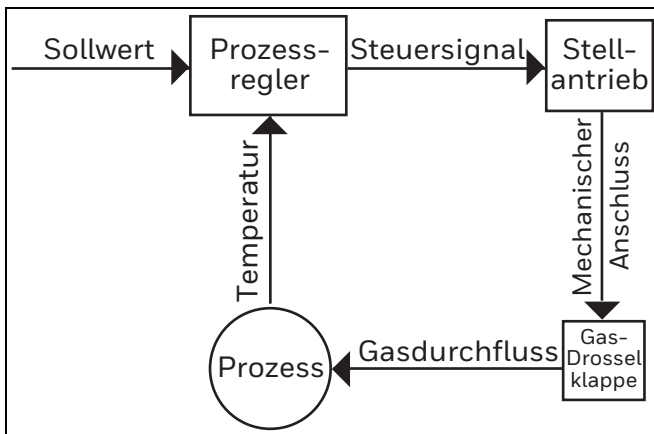 Sollwert
Prozess-
regler
Steuersignal
Stell-
antrieb
Temperatur
Mechanischer
Anschluss
Prozess
Gasdurchfluss
Gas-
Drossel
klappe